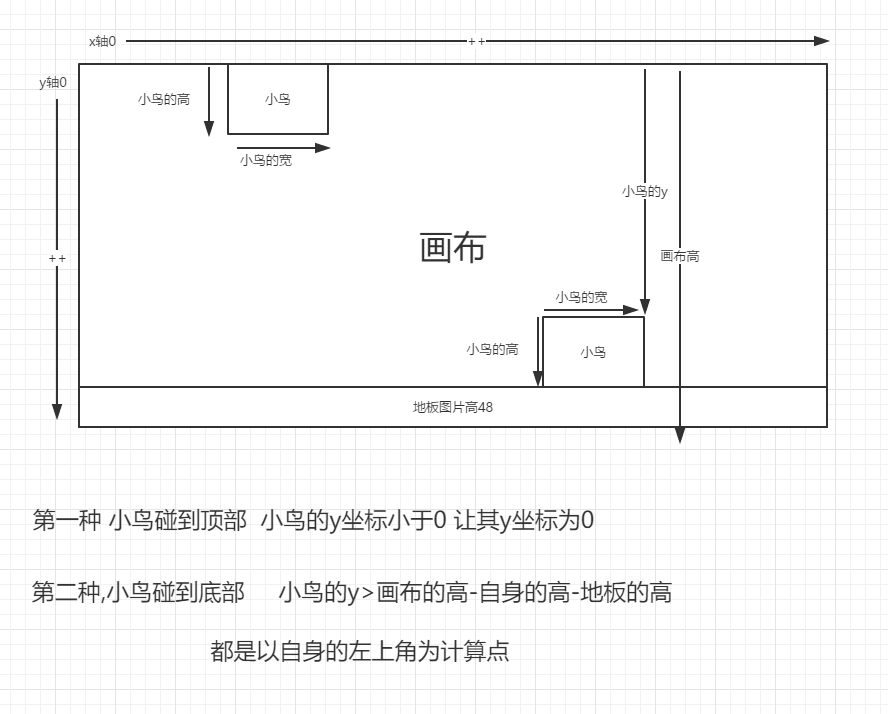 x轴0
++
y轴0
小鸟的高
小鸟
小鸟的宽
小鸟的y
画布
画布高
++
小鸟的宽
小鸟的高
小鸟
地板图片高48
第一种 小鸟碰到顶部 小鸟的y坐标小于0 让其y坐标为0
第二种,小鸟碰到底部 小鸟的y>画布的高-自身的高-地板的高
都是以自身的左上角为计算点